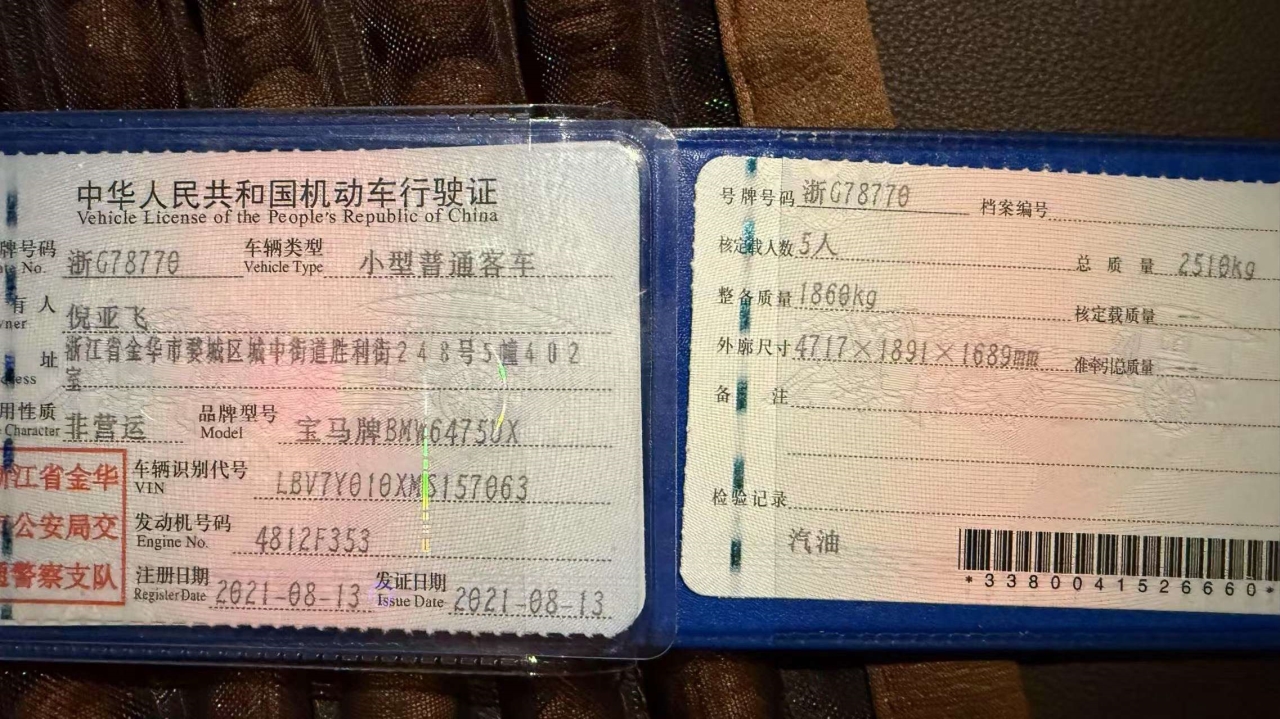 中华人民共和国机动车行驶证
Vehicle License of the People's Republic of China
牌号码 浙G78770 车辆类型 小型普通客车
No. Vehicle Type
有人 倪亚飞
址 浙江省金华市婺城区城中街道胜利街248号5幢402
室
用性质 非营运 品牌型号 宝马牌BMW6475UX
Character Model
江省金华 车辆识别代号 LBV7Y010XMS157063
VIN
公安局交 发动机号码 4812F353
Engine No.
警察支队 注册日期 2021-08-13 发证日期 2021-08-13
Register Date Issue Date
号牌号码 浙G78770 档案编号
核定载人数 5人 总质量 2510kg
整备质量 1860kg 核定载质量 --
外廓尺寸 4717×1891×1689mm 准牵引总质量 --
备注
检验记录
汽油
*3380041526660*